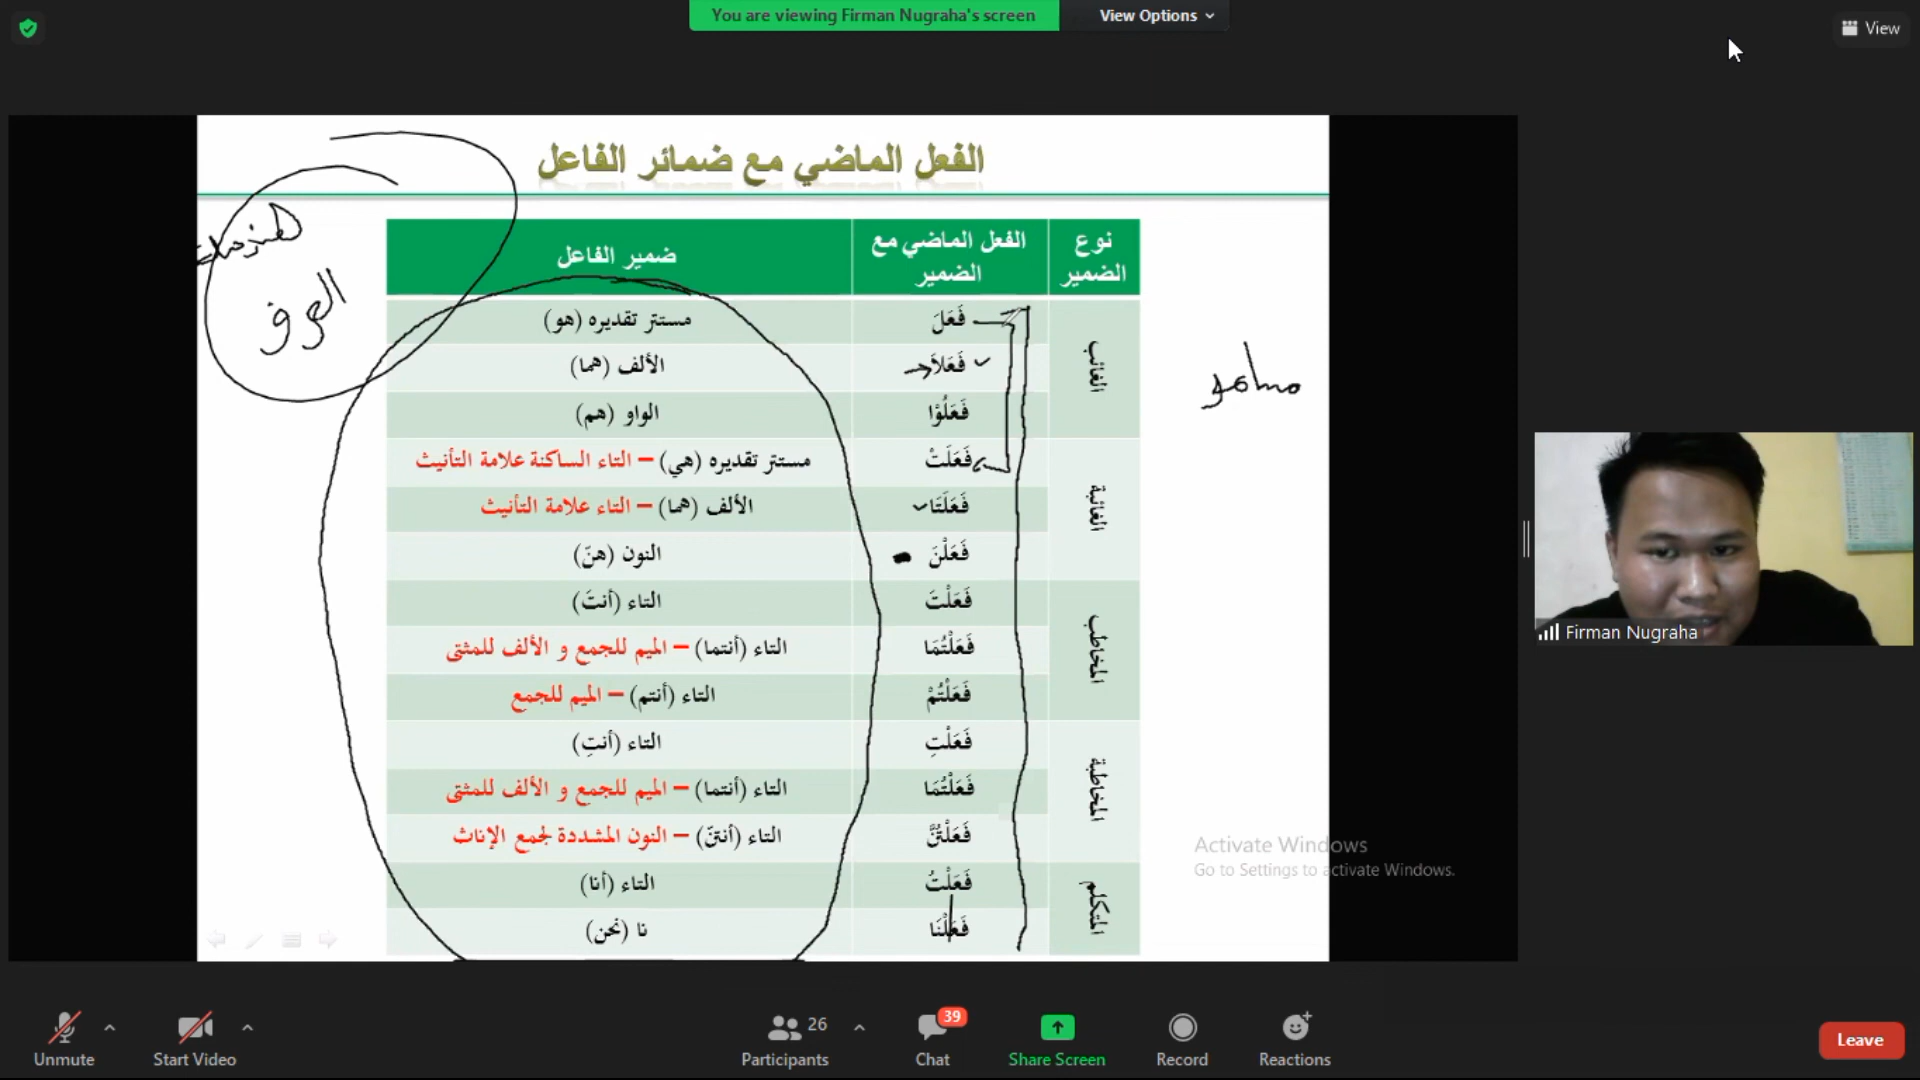 You are viewing Firman Nugraha's screen
View Options
View
الفعل الماضي مع ضمائر الفاعل
نوع الضمير
الفعل الماضي مع الضمير
ضمير الفاعل
الغائب
فَعَلَ
مستتر تقديره (هو)
فَعَلاَ
الألف (هما)
فَعَلُوْا
الواو (هم)
الغائبة
فَعَلَتْ
مستتر تقديره (هي) – التاء الساكنة علامة التأنيث
فَعَلَتَا
الألف (هما) – التاء علامة التأنيث
فَعَلْنَ
النون (هنّ)
المخاطب
فَعَلْتَ
التاء (أنتَ)
فَعَلْتُمَا
التاء (أنتما) – الميم للجمع و الألف للمثنى
فَعَلْتُمْ
التاء (أنتم) – الميم للجمع
المخاطبة
فَعَلْتِ
التاء (أنتِ)
فَعَلْتُمَا
التاء (أنتما) – الميم للجمع و الألف للمثنى
فَعَلْتُنَّ
التاء (أنتنّ) – النون المشددة لجمع الإناث
المتكلم
فَعَلْتُ
التاء (أنا)
فَعَلْنَا
نا (نحن)
Firman Nugraha
Activate Windows
Go to Settings to activate Windows.
Unmute
Start Video
26
Participants
39
Chat
Share Screen
Record
Reactions
Leave